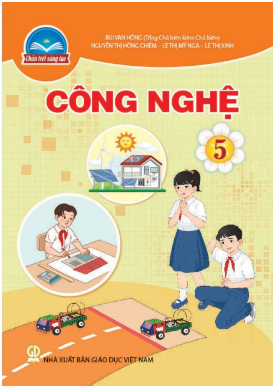 BÙI VĂN HỒNG (Tổng Chủ biên kiêm Chủ biên)
NGUYỄN THỊ HỒNG CHIẾM – LÊ THỊ MỸ NGA – LÊ THỊ XINH
Chân trời sáng tạo
CÔNG NGHỆ
5
NHÀ XUẤT BẢN GIÁO DỤC VIỆT NAM